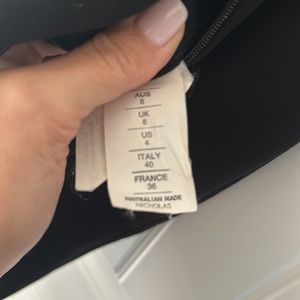 AUS
8
UK
8
US
4
ITALY
40
FRANCE
36
AUSTRALIAN MADE
NICHOLAS